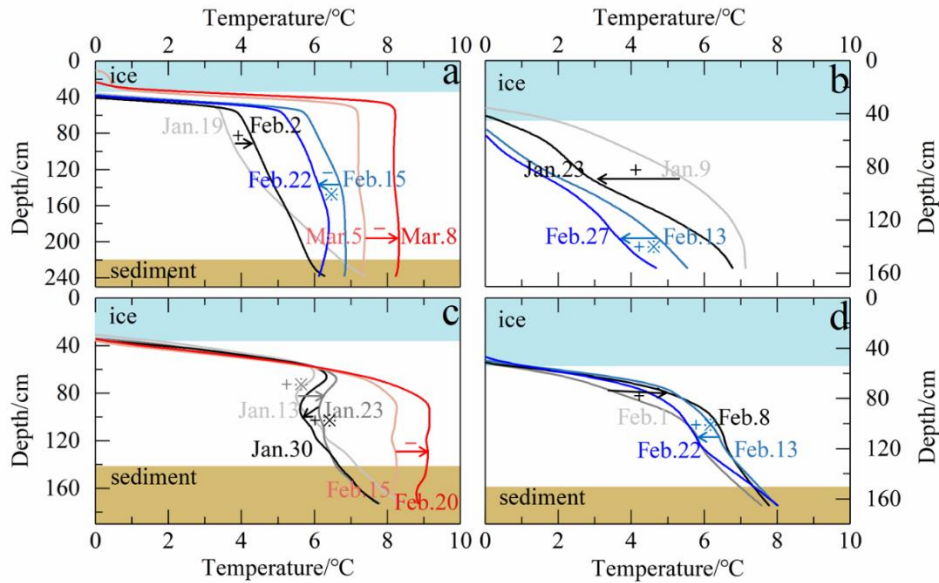 Temperature/°C
Temperature/°C
0 2 4 6 8 10
0 2 4 6 8 10
Depth/cm
0
40
80
120
160
200
240
ice
a
Jan.19
Feb.2
+
Feb.22
Feb.15
−
※
Mar.5
−
Mar.8
sediment
b
Jan.23
+
Jan.9
Feb.27
Feb.13
+※
0
40
80
120
160
Depth/cm
Depth/cm
0
40
80
120
160
ice
c
+※
Jan.13
Jan.23
+※
Jan.30
−
sediment
Feb.15
Feb.20
ice
d
−
Feb.1
Feb.8
+※
Feb.22
Feb.13
sediment
0
40
80
120
160
Depth/cm
0 2 4 6 8 10
0 2 4 6 8 10
Temperature/°C
Temperature/°C